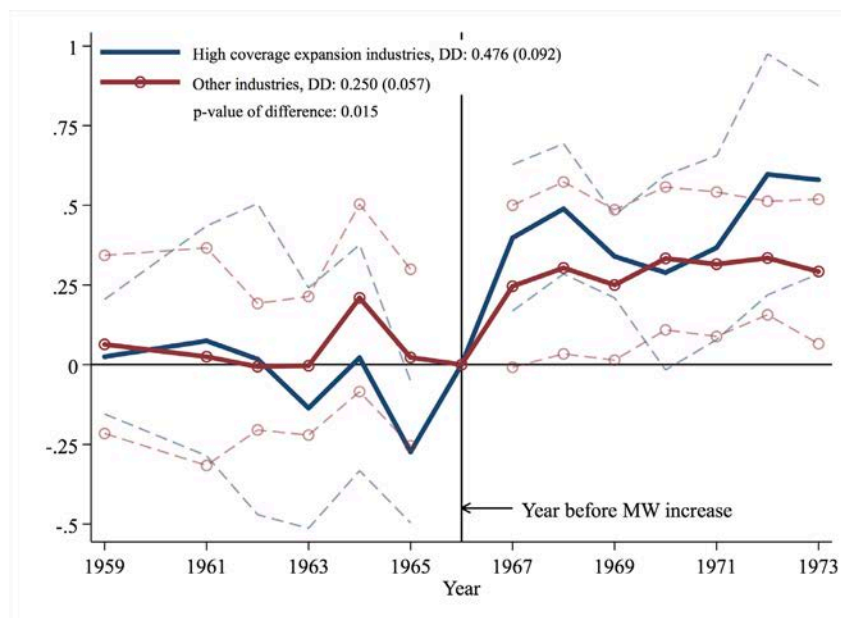 1
.75
.5
.25
0
-.25
-.5
High coverage expansion industries, DD: 0.476 (0.092)
Other industries, DD: 0.250 (0.057)
p-value of difference: 0.015
Year before MW increase
1959 1961 1963 1965 1967 1969 1971 1973
Year